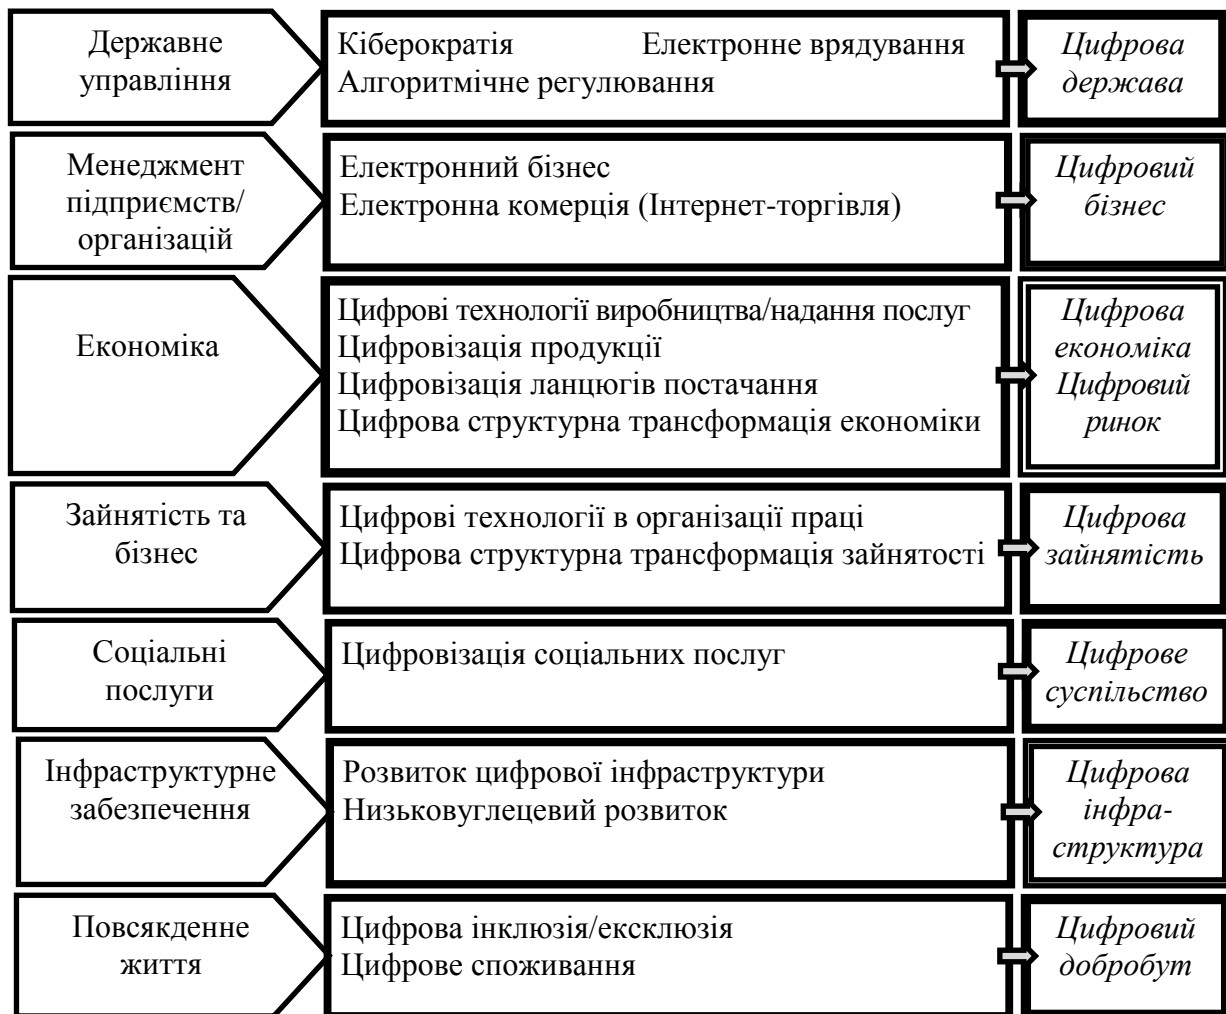 Державне
управління
Кіберократія Електронне врядування
Алгоритмічне регулювання
Цифрова
держава
Менеджмент
підприємств/
організацій
Електронний бізнес
Електронна комерція (Інтернет-торгівля)
Цифровий
бізнес
Економіка
Цифрові технології виробництва/надання послуг
Цифровізація продукції
Цифровізація ланцюгів постачання
Цифрова структурна трансформація економіки
Цифрова
економіка
Цифровий
ринок
Зайнятість та
бізнес
Цифрові технології в організації праці
Цифрова структурна трансформація зайнятості
Цифрова
зайнятість
Соціальні
послуги
Цифровізація соціальних послуг
Цифрове
суспільство
Інфраструктурне
забезпечення
Розвиток цифрової інфраструктури
Низьковуглецевий розвиток
Цифрова
інфра-
структура
Повсякденне
життя
Цифрова інклюзія/ексклюзія
Цифрове споживання
Цифровий
добробут